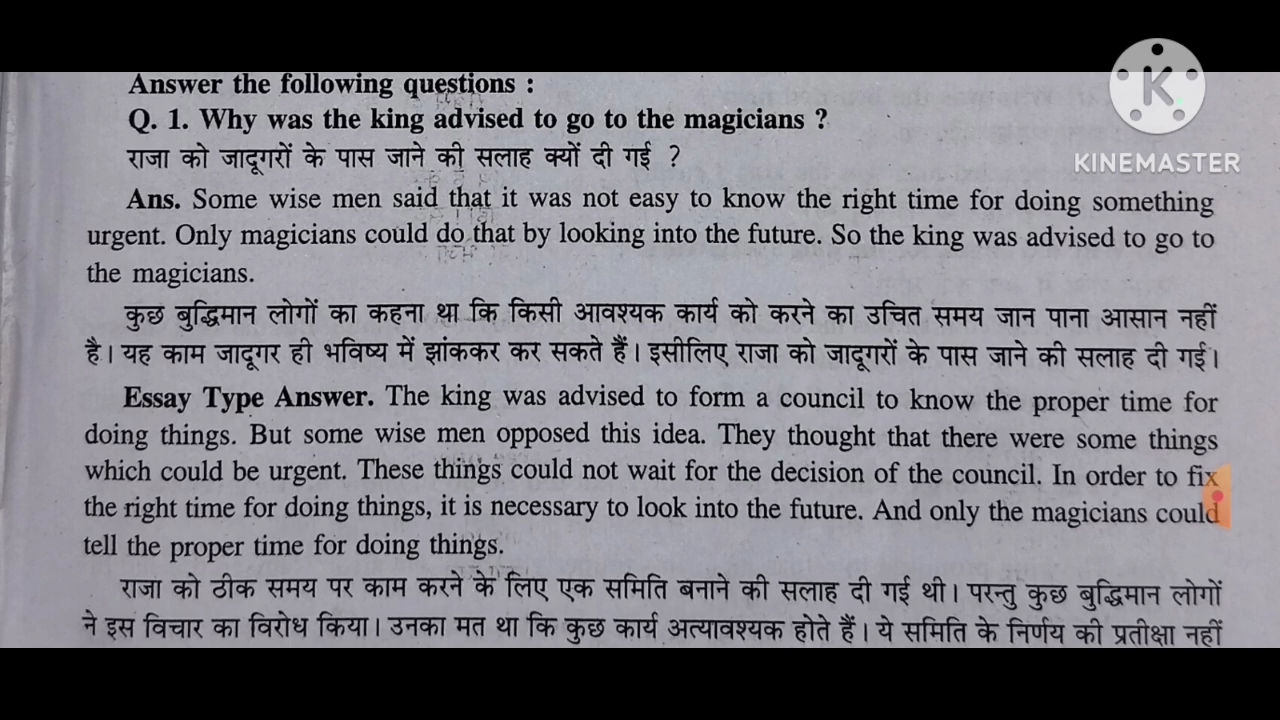 Answer the following questions :
K
KINEMASTER
Q. 1. Why was the king advised to go to the magicians ?
राजा को जादूगरों के पास जाने की सलाह क्यों दी गई ?
Ans. Some wise men said that it was not easy to know the right time for doing something
urgent. Only magicians could do that by looking into the future. So the king was advised to go to
the magicians.
कुछ बुद्धिमान लोगों का कहना था कि किसी आवश्यक कार्य को करने का उचित समय जान पाना आसान नहीं
है। यह काम जादूगर ही भविष्य में झांककर कर सकते हैं। इसीलिए राजा को जादूगरों के पास जाने की सलाह दी गई।
Essay Type Answer. The king was advised to form a council to know the proper time for
doing things. But some wise men opposed this idea. They thought that there were some things
which could be urgent. These things could not wait for the decision of the council. In order to fix
the right time for doing things, it is necessary to look into the future. And only the magicians could
tell the proper time for doing things.
राजा को ठीक समय पर काम करने के लिए एक समिति बनाने की सलाह दी गई थी। परन्तु कुछ बुद्धिमान लोगों
ने इस विचार का विरोध किया। उनका मत था कि कुछ कार्य अत्यावश्यक होते हैं। ये समिति के निर्णय की प्रतीक्षा नहीं